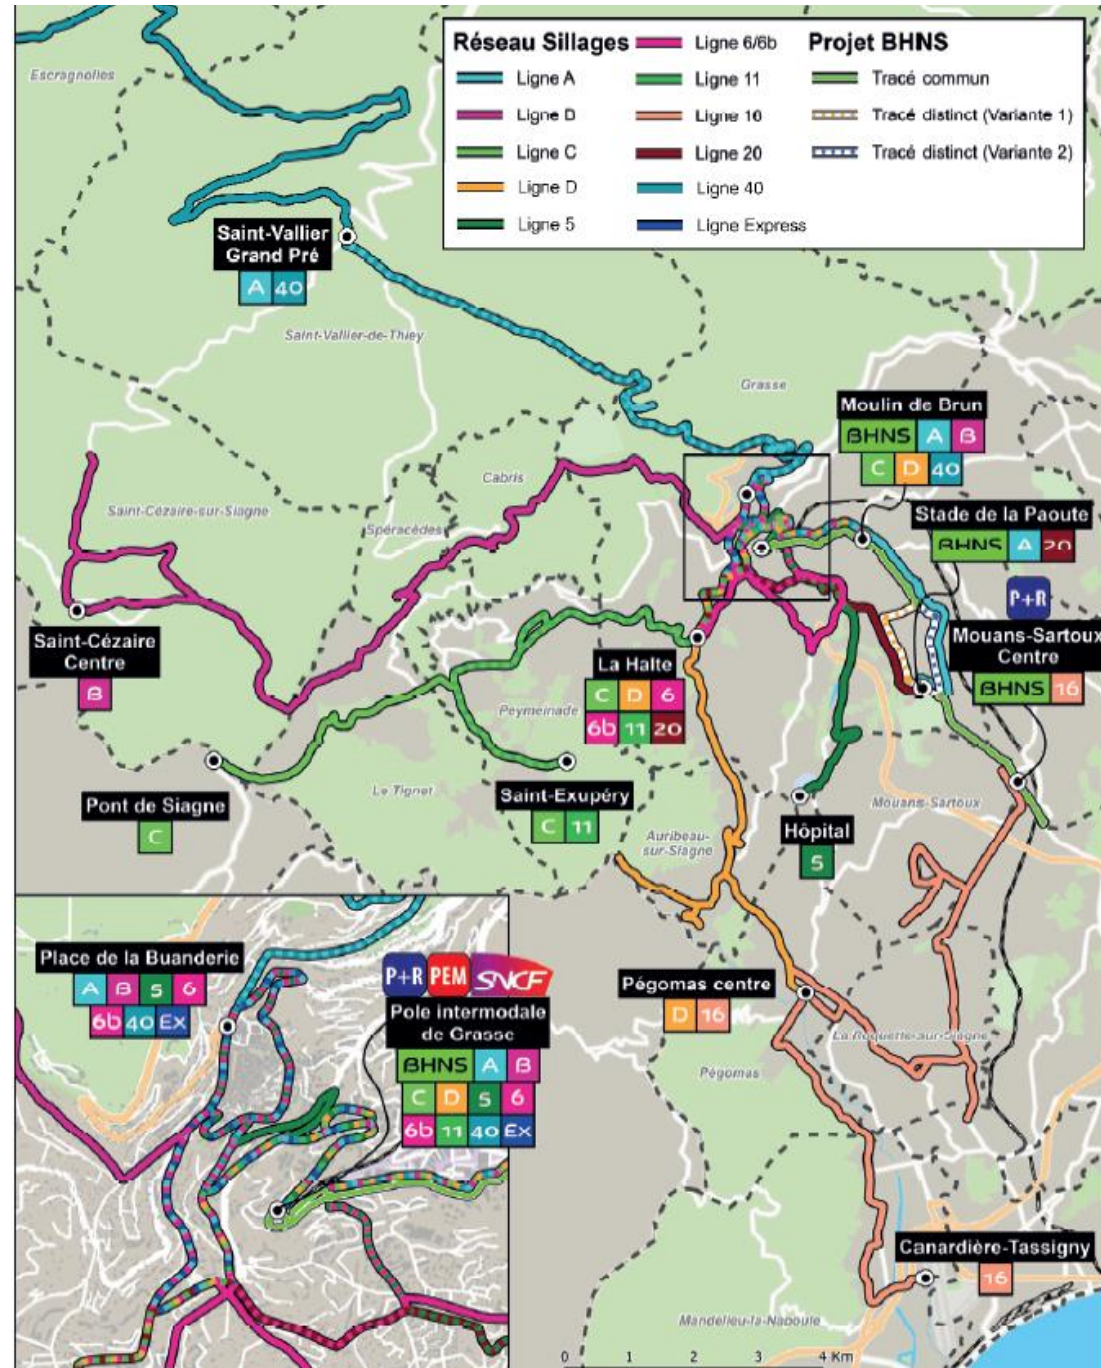 Réseau Sillages
Ligne A
Ligne D
Ligne C
Ligne D
Ligne 5
Ligne 6/6b
Ligne 11
Ligne 16
Ligne 20
Ligne 40
Ligne Express
Projet BHNS
Tracé commun
Tracé distinct (Variante 1)
Tracé distinct (Variante 2)
Escragnolles
Saint-Vallier
Grand Pré
A 40
Saint-Vallier-de-Thiey
Grasse
Moulin de Brun
BHNS A B
C D 40
Cabris
Saint-Cézaire-sur-Siagne
Spéracèdes
Stade de la Paoute
BHNS A 20
P+R
Mouans-Sartoux
Centre
BHNS 16
Saint-Cézaire
Centre
B
La Halte
C D 6
6b 11 20
Peymeinade
Le Tignet
Pont de Siagne
C
Saint-Exupéry
C 11
Auribeau-
sur-Siagne
Hôpital
5
Mouans-Sartoux
Place de la Buanderie
A B 5 6
6b 40 Ex
P+R PEM SNCF
Pole intermodale
de Grasse
BHNS A B
C D 5 6
6b 11 40 Ex
Pégomas centre
D 16
La Roquette-sur-Siagne
Pégomas
Canardière-Tassigny
16
Mandelieu-la-Napoule
0 1 2 3 4 Km